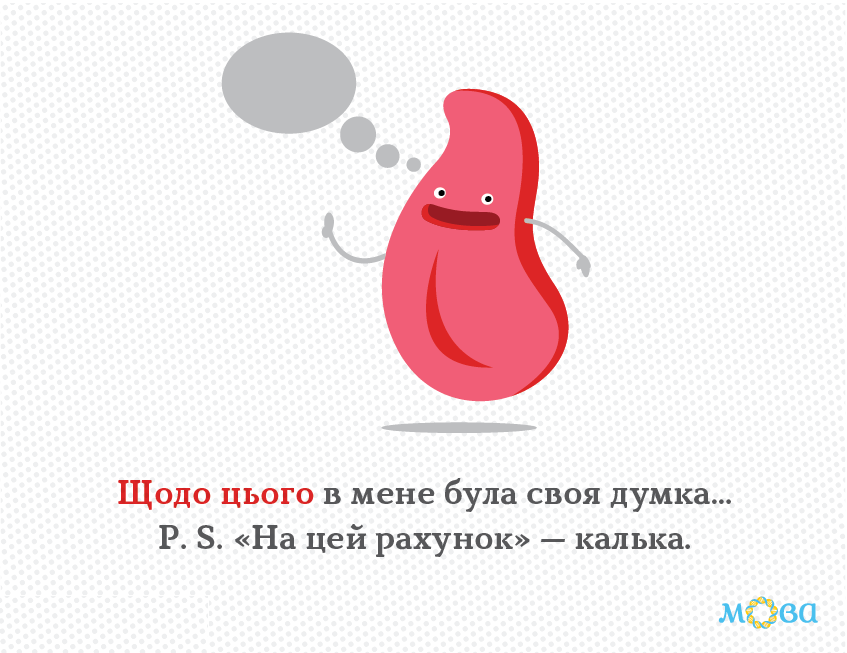 Щодо цього в мене була своя думка...
P. S. «На цей рахунок» — калька.
мова